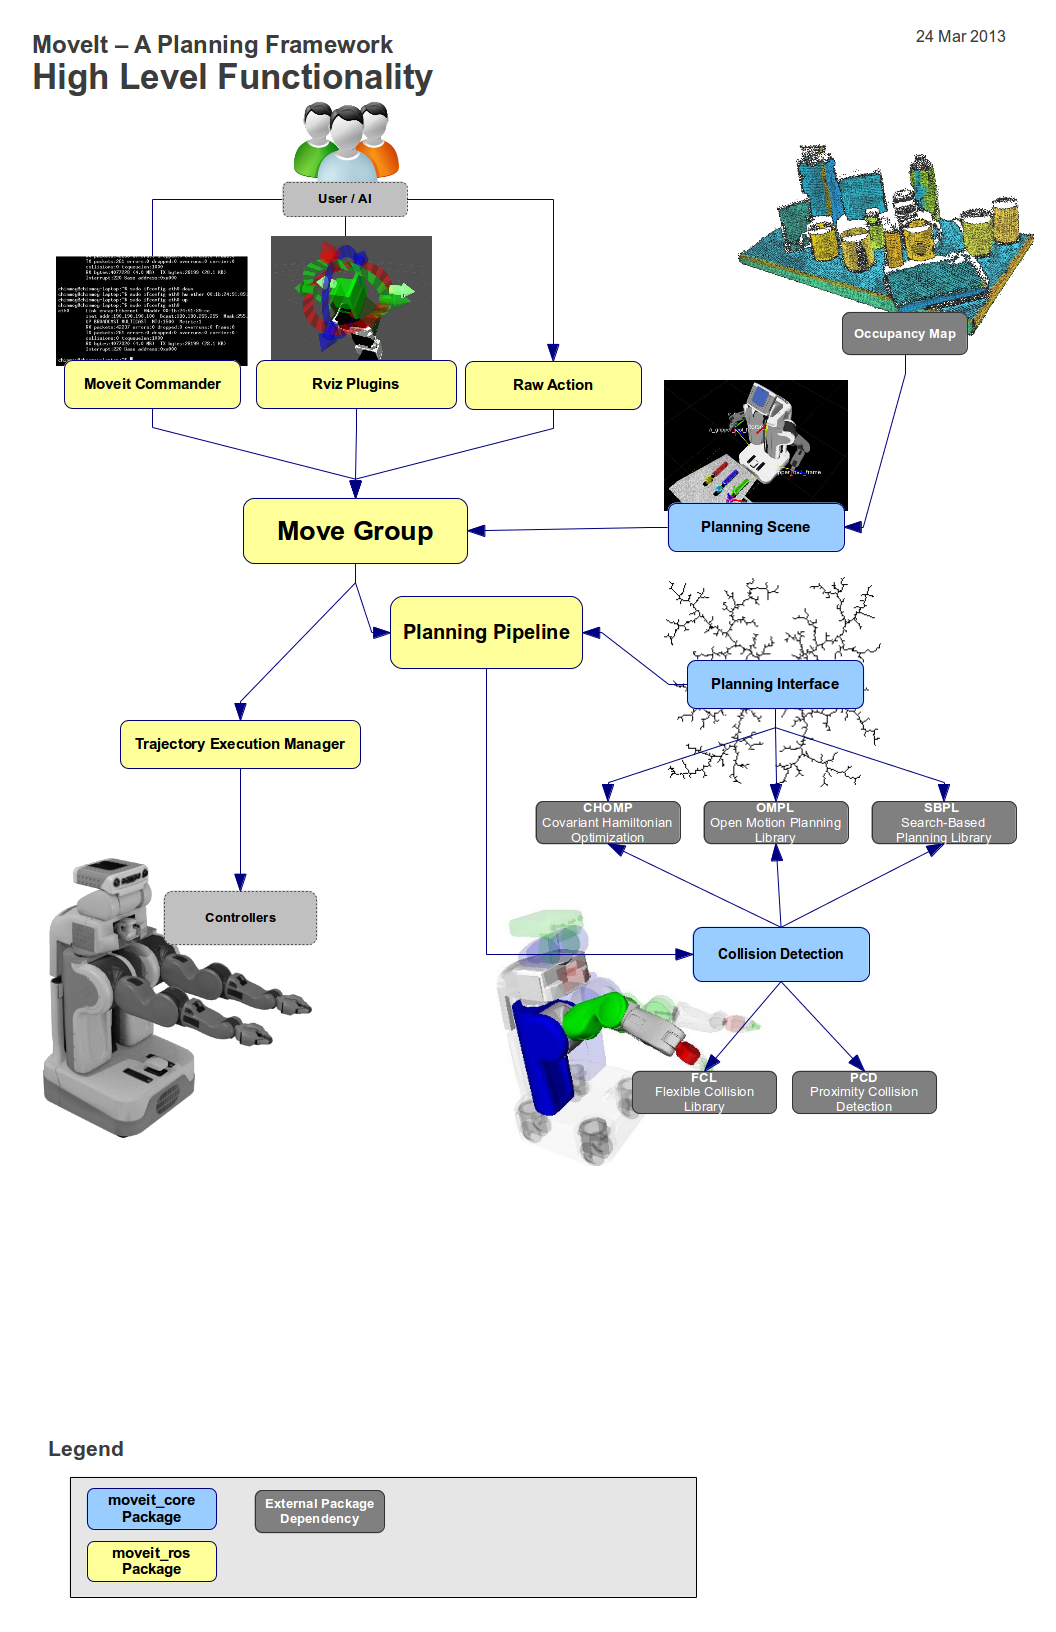 MoveIt – A Planning Framework
24 Mar 2013
High Level Functionality
User / AI
Occupancy Map
Moveit Commander
Rviz Plugins
Raw Action
Planning Scene
Move Group
Planning Pipeline
Planning Interface
Trajectory Execution Manager
CHOMP
Covariant Hamiltonian
Optimization
OMPL
Open Motion Planning
Library
SBPL
Search-Based
Planning Library
Controllers
Collision Detection
FCL
Flexible Collision
Library
PCD
Proximity Collision
Detection
Legend
moveit_core
Package
External Package
Dependency
moveit_ros
Package